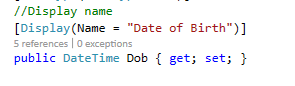 //Display name
[Display(Name = "Date of Birth")]
5 references | 0 exceptions
public DateTime Dob { get; set; }